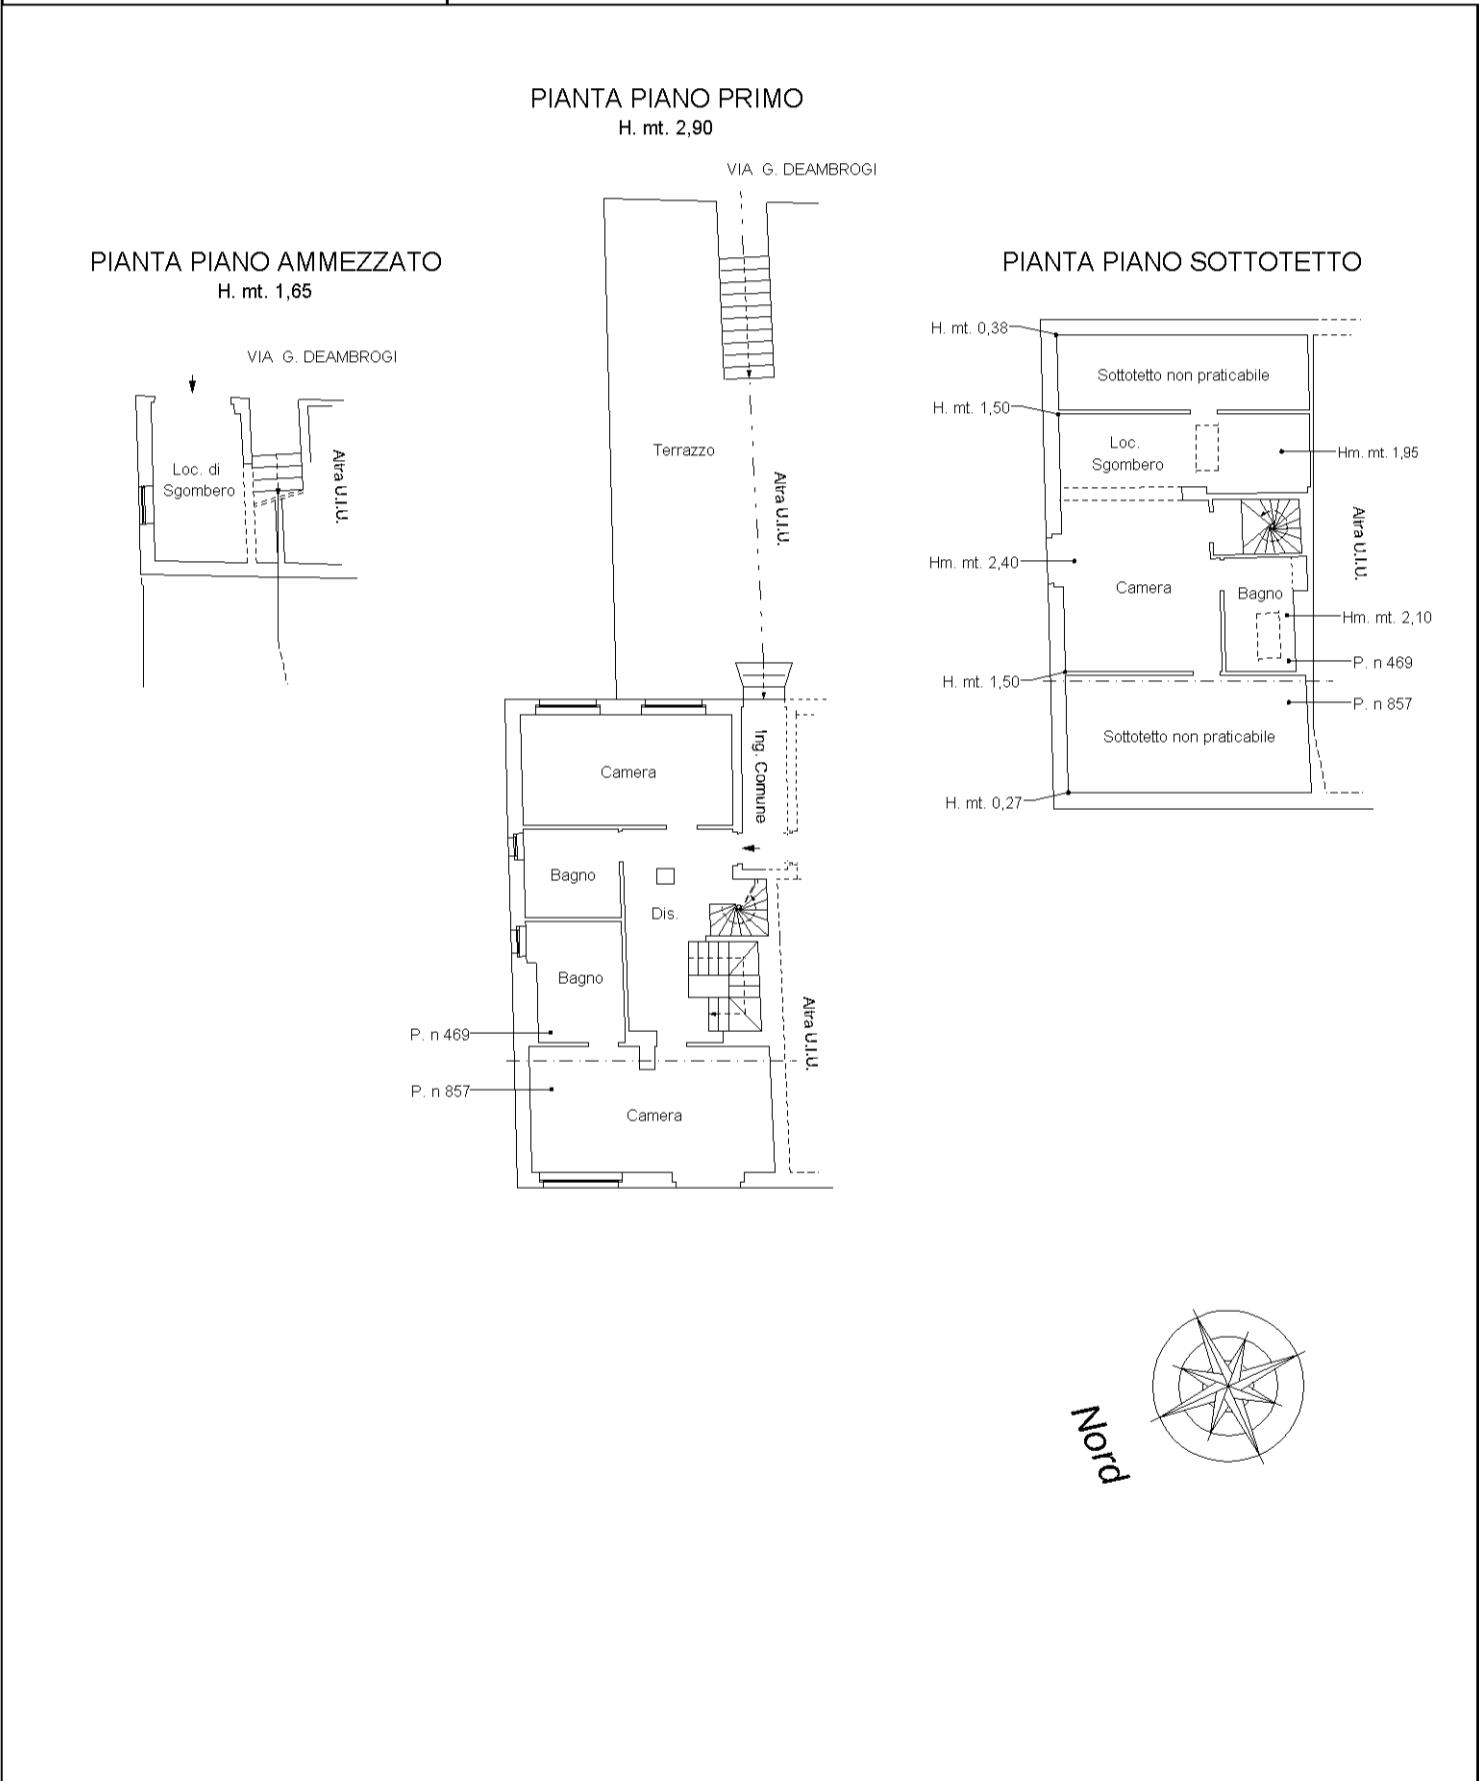 PIANTA PIANO PRIMO
H. mt. 2,90
VIA G. DEAMBROGI
Terrazzo
Altra U.I.U.
Ing. Comune
Camera
Bagno
Dis.
Bagno
P. n 469
P. n 857
Camera
Altra U.I.U.
PIANTA PIANO AMMEZZATO
H. mt. 1,65
VIA G. DEAMBROGI
Loc. di
Sgombero
Altra U.I.U.
PIANTA PIANO SOTTOTETTO
H. mt. 0,38
Sottotetto non praticabile
H. mt. 1,50
Loc.
Sgombero
Hm. mt. 1,95
Altra U.I.U.
Hm. mt. 2,40
Camera
Bagno
Hm. mt. 2,10
P. n 469
H. mt. 1,50
P. n 857
Sottotetto non praticabile
H. mt. 0,27
Nord